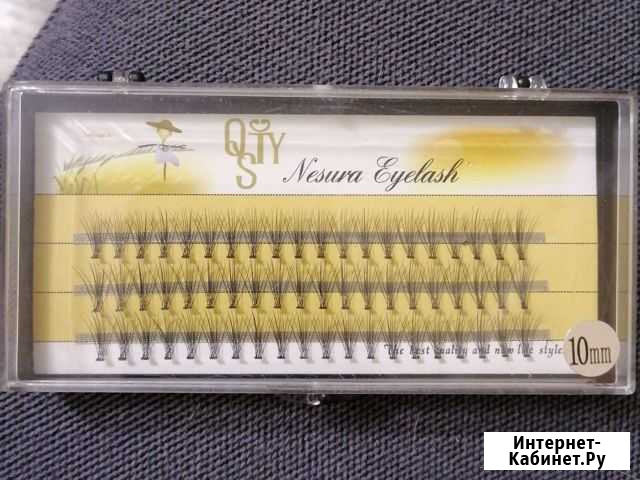 QSTY
Nesura Eyelash
The best quality and new life style
10mm
Интернет-
Кабинет.Ру